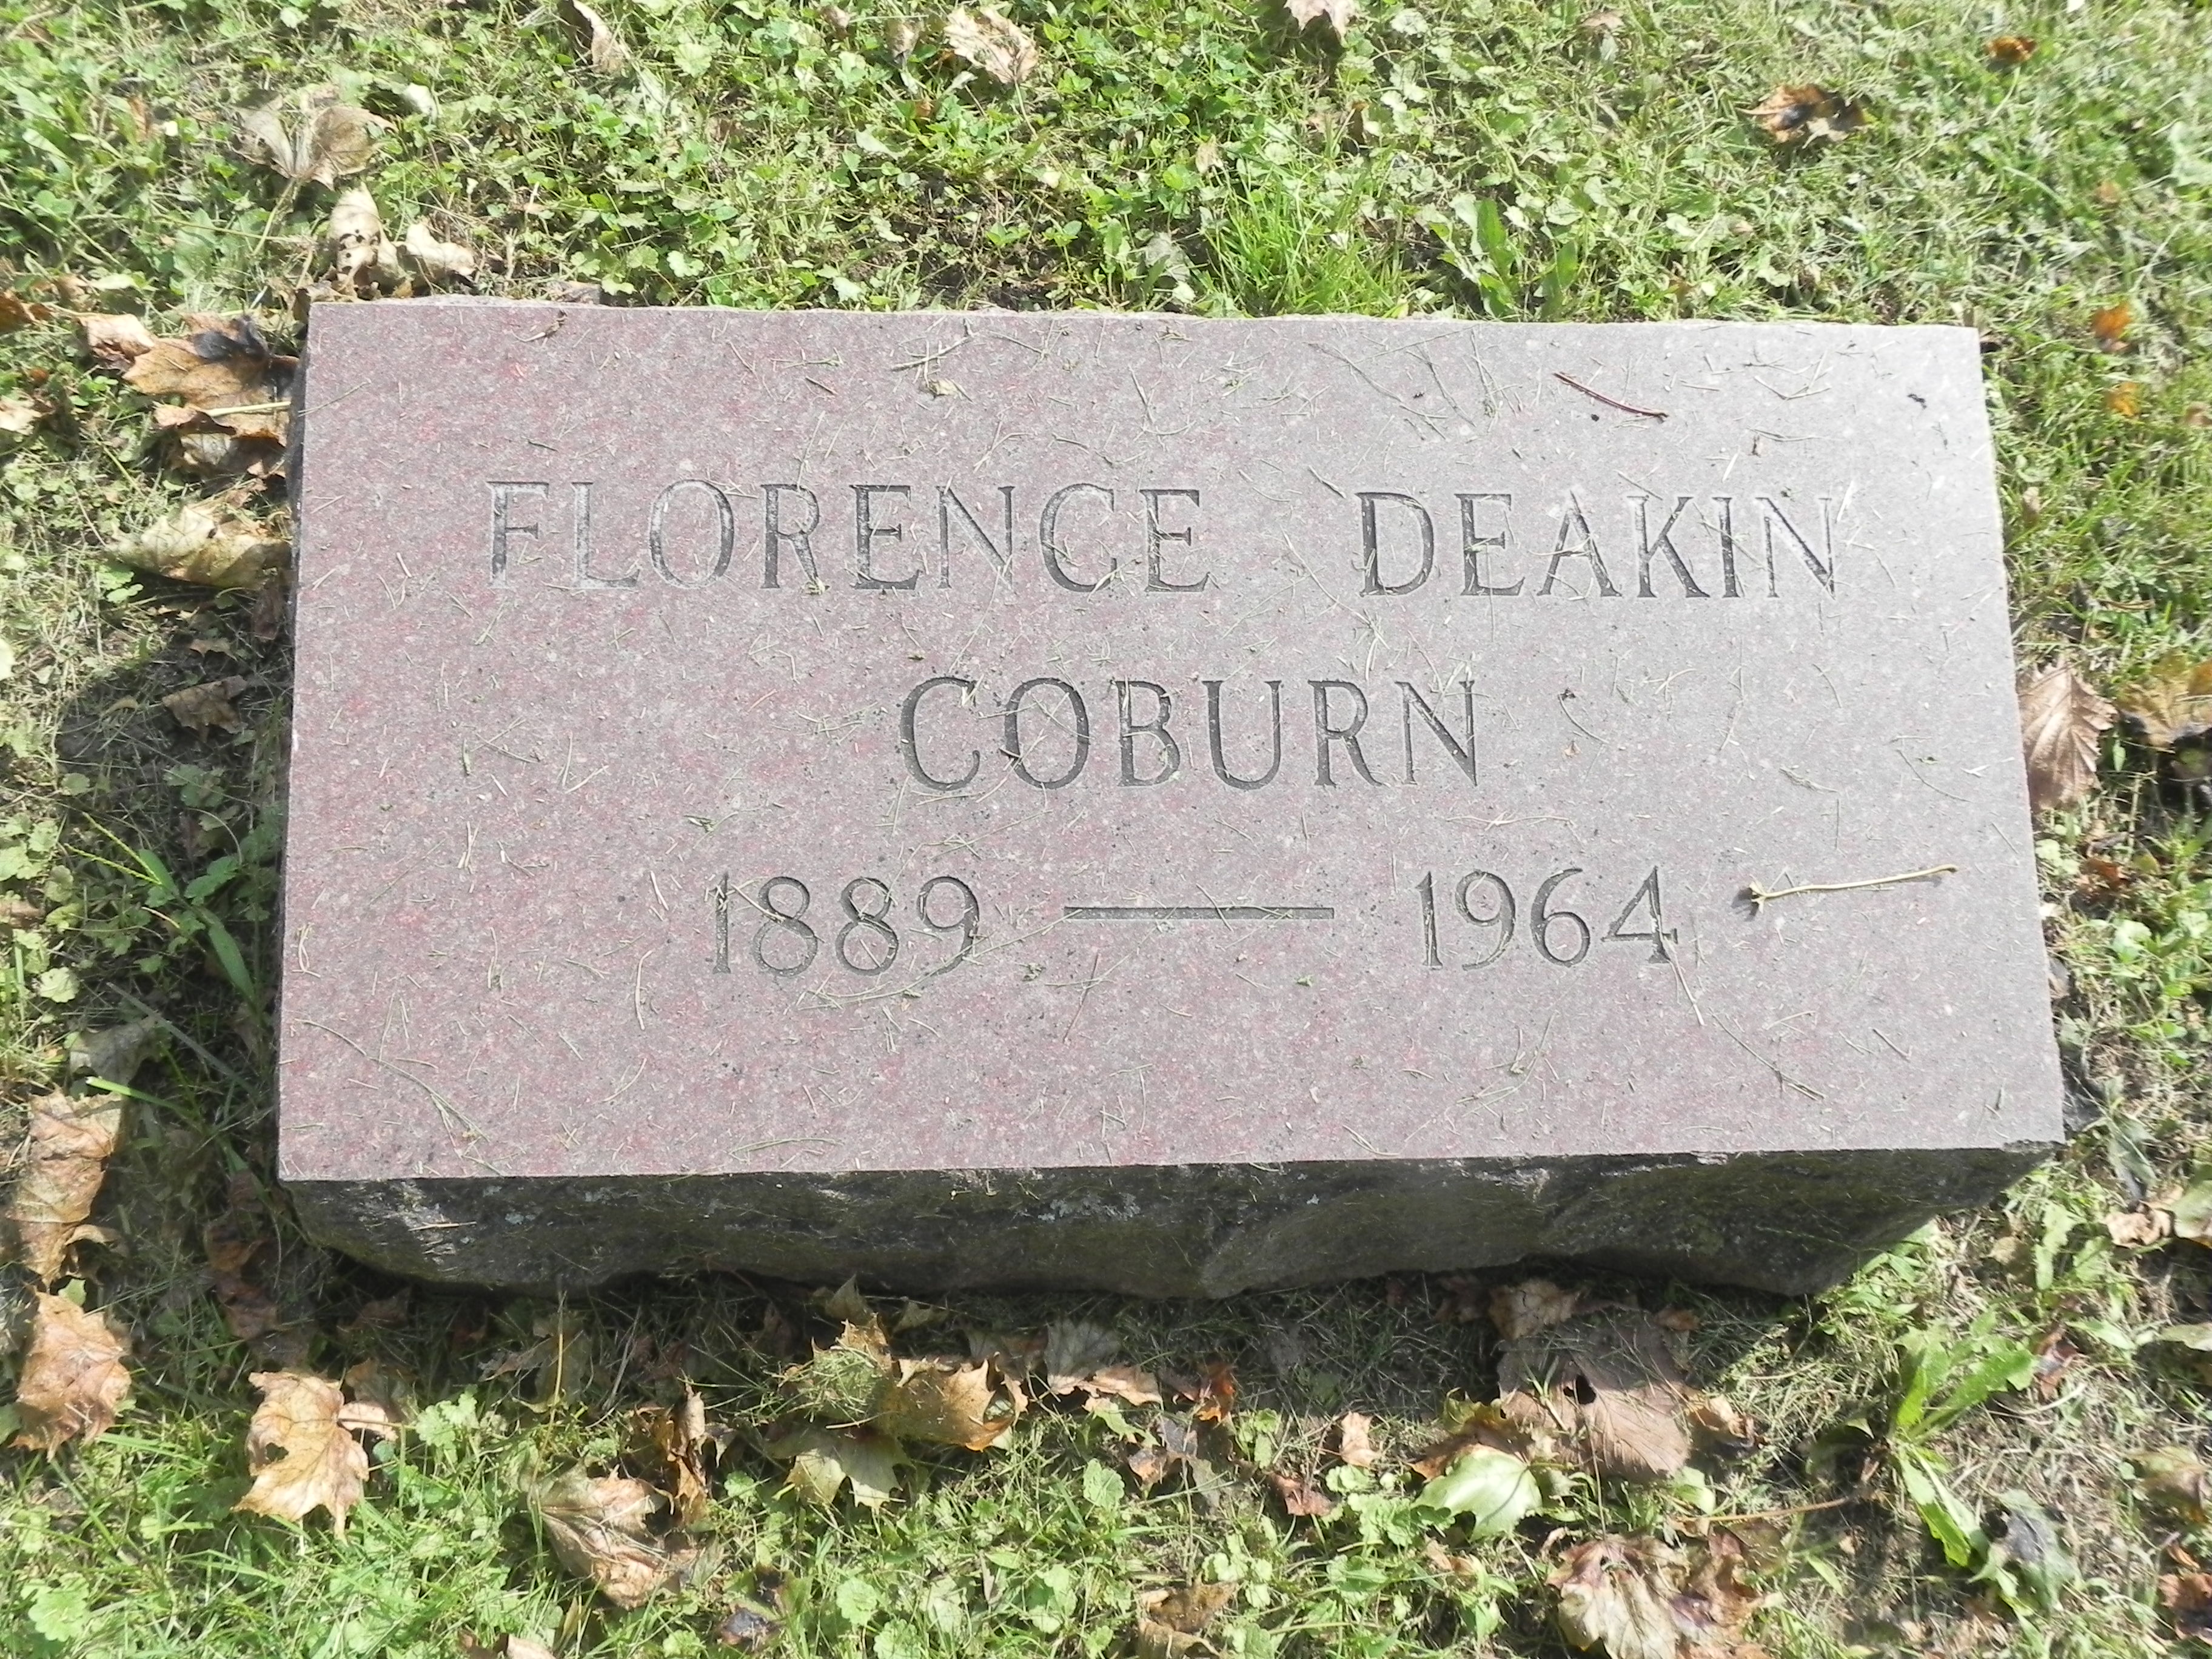 FLORENCE DEAKIN
COBURN
1889 — 1964